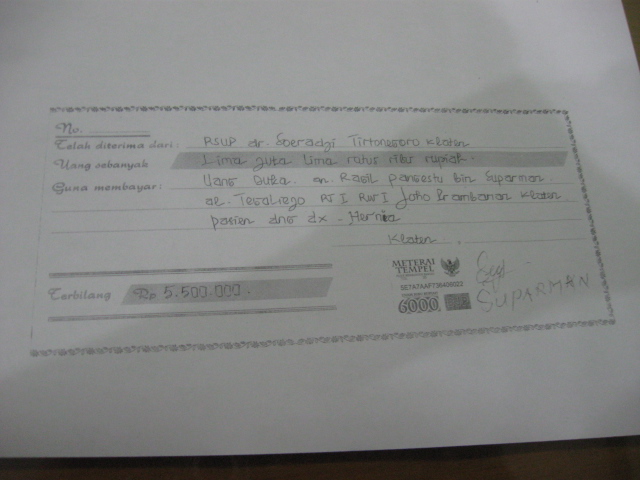 No.
Telah diterima dari: RSUP dr. Soeradji Tirtonegoro Klaten
Uang sebanyak Lima juta lima ratus ribu rupiah.
Guna membayar: Uang Duka. an. Rasil Pangestu bin Suparman.
al. Tegalrejo RT I RW I Joho Prambanan Klaten
pasien dng dx - Hernia
Klaten,
METERAI
TEMPEL
6000
SUPARMAN
Terbilang Rp 5.500.000.